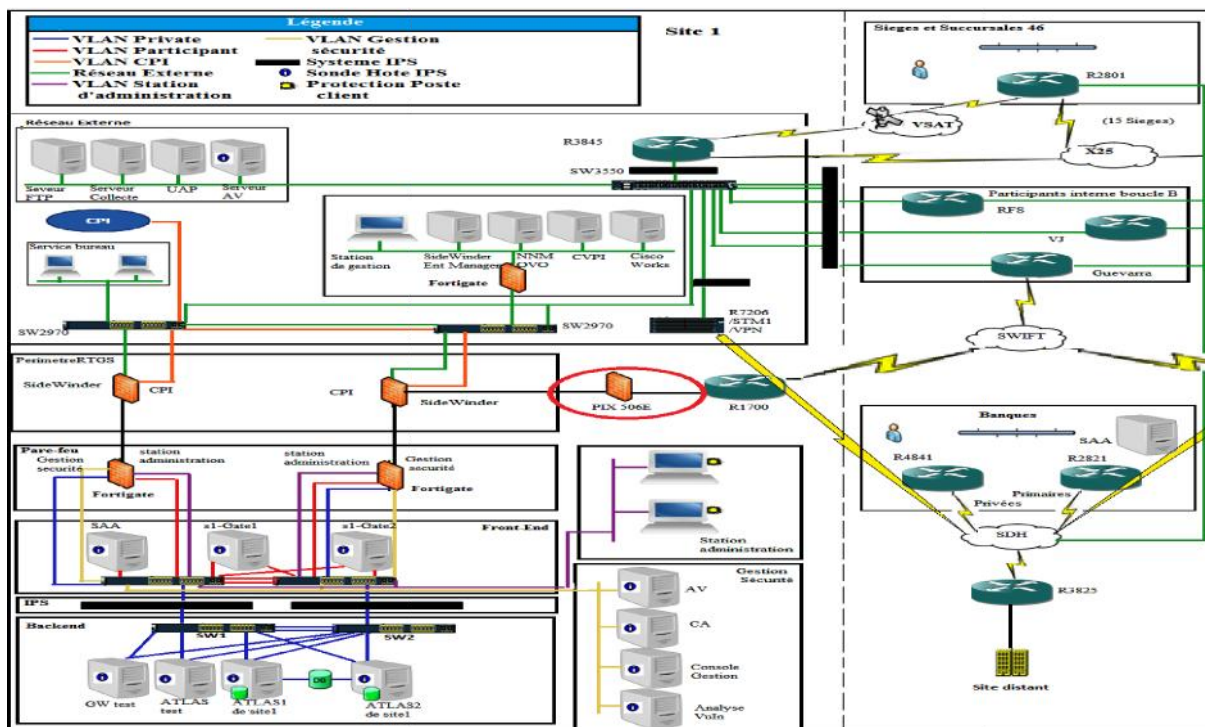 Légende
VLAN Private
VLAN Participant
VLAN CPI
Réseau Externe
VLAN Station
d'administration
VLAN Gestion
sécurité
Systeme IPS
Sonde Hote IPS
Protection Poste
client
Site 1
Sieges et Succursales 46
R2801
(15 Sieges)
VSAT
X25
Réseau Externe
Seveur
FTP
Serveur
Collecte
UAP
Serveur
AV
R3845
SW3550
CPI
Service bureau
Station
de gestion
SideWinder
Ent Manager
NNM
OVO
CVPI
Cisco
Works
Fortigate
SW2970
SW2970
R7206
/STM1
/VPN
Participants interne boucle B
RFS
VJ
Guevarra
SWIFT
PerimetreRTGS
SideWinder
CPI
CPI
SideWinder
PIX 506E
R1700
Banques
SAA
R4841
R2821
Primaires
Privées
SDH
R3825
Site distant
Pare-feu
Gestion
securité
station
administration
station
administration
Gestion
securité
Fortigate
Fortigate
SAA
s1-Gate1
s1-Gate2
Front-End
Station
administration
IPS
Backend
SW1
SW2
GW test
ATLAS
test
ATLAS1
de site1
DB
ATLAS2
de site1
Gestion
Sécurité
AV
CA
Console
Gestion
Analyse
Vuln